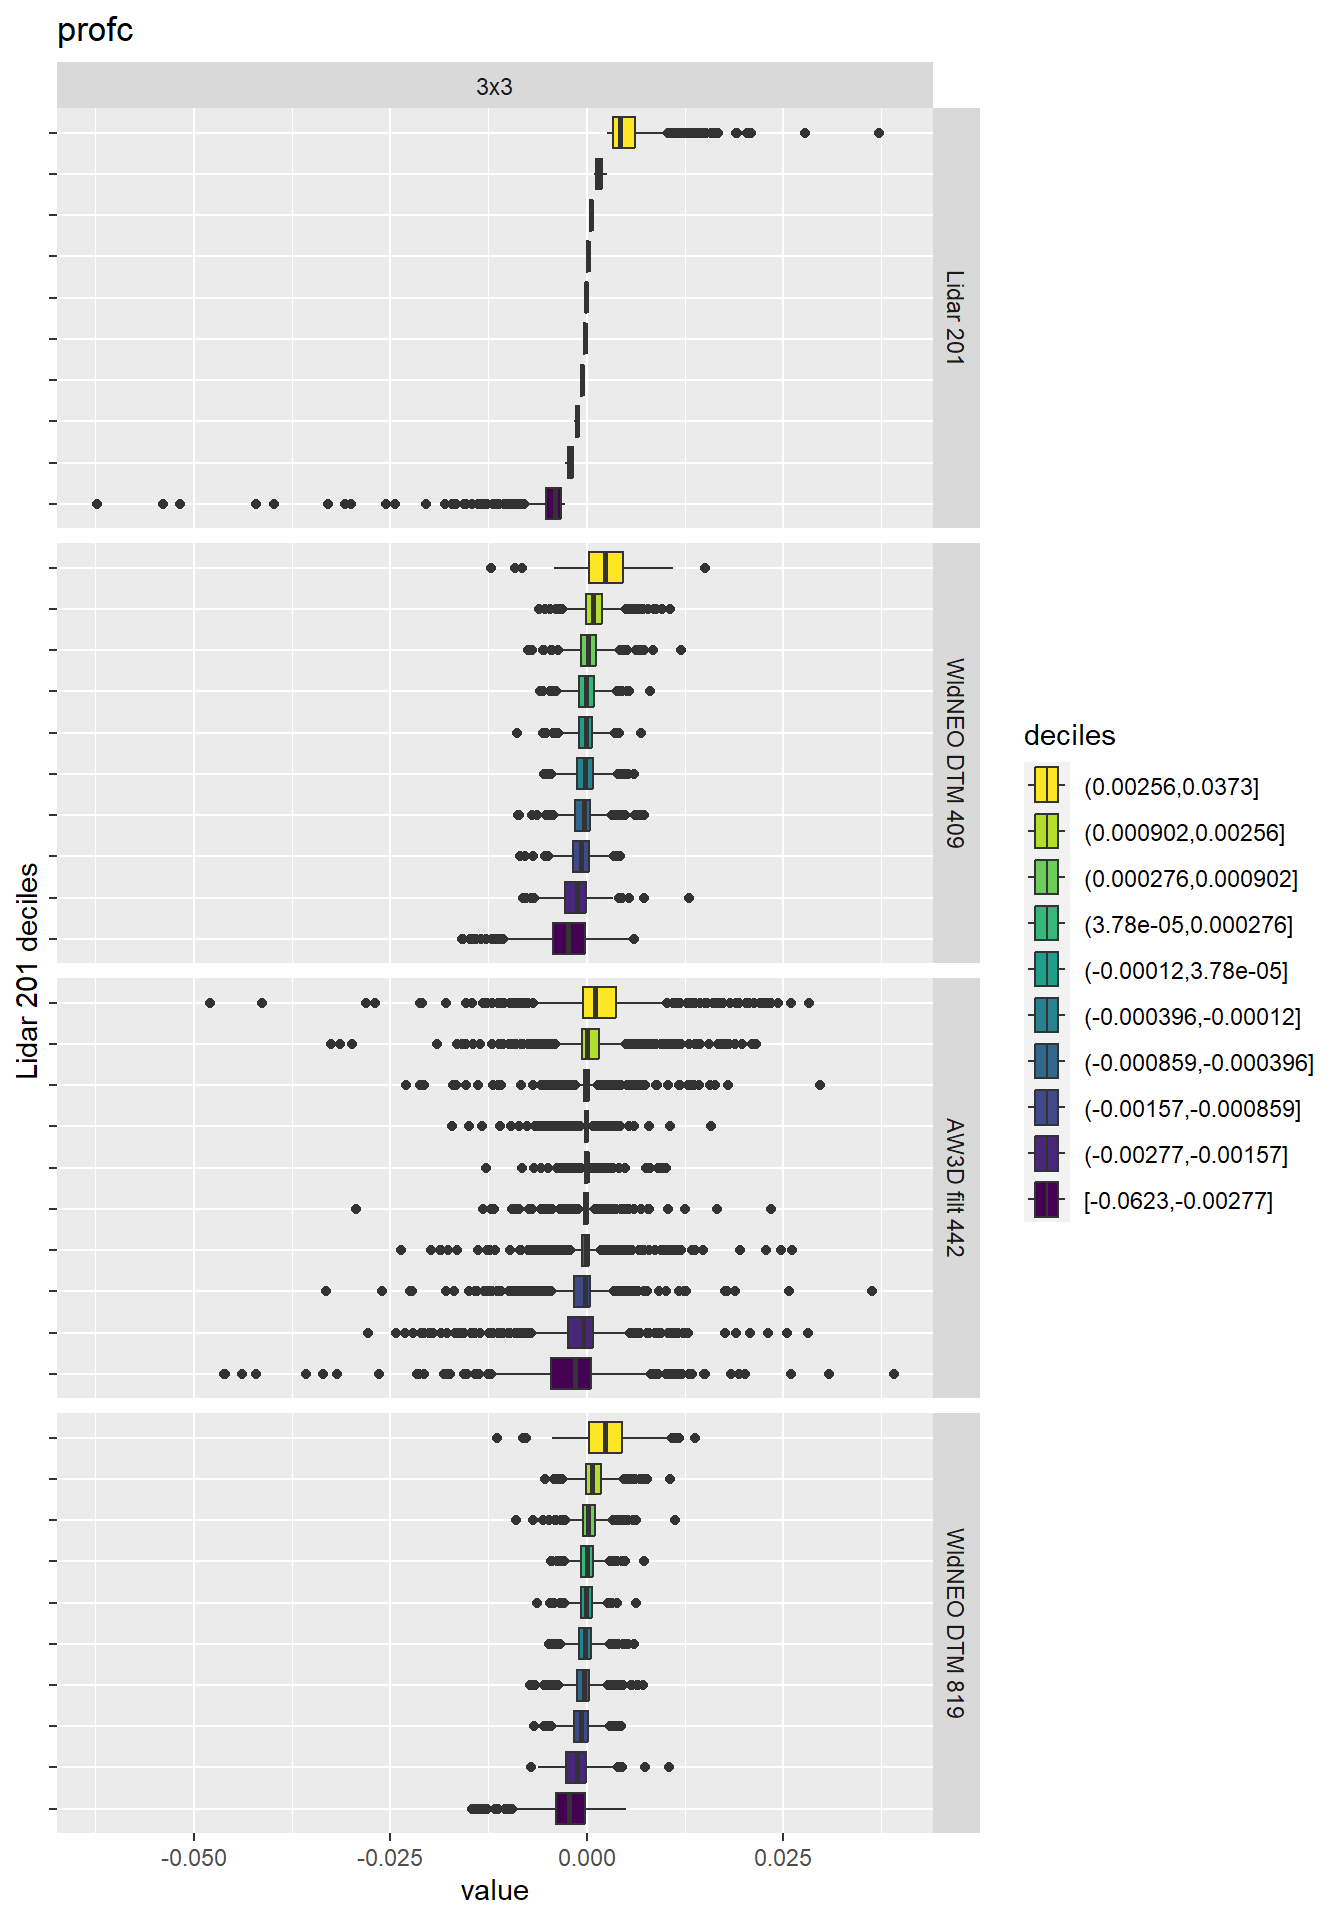 profc
3x3
Lidar 201
WldNEO DTM 409
AW3D filt 442
WldNEO DTM 819
Lidar 201 deciles
-0.050
-0.025
0.000
0.025
value
deciles
(0.00256,0.0373]
(0.000902,0.00256]
(0.000276,0.000902]
(3.78e-05,0.000276]
(-0.00012,3.78e-05]
(-0.000396,-0.00012]
(-0.000859,-0.000396]
(-0.00157,-0.000859]
(-0.00277,-0.00157]
[-0.0623,-0.00277]